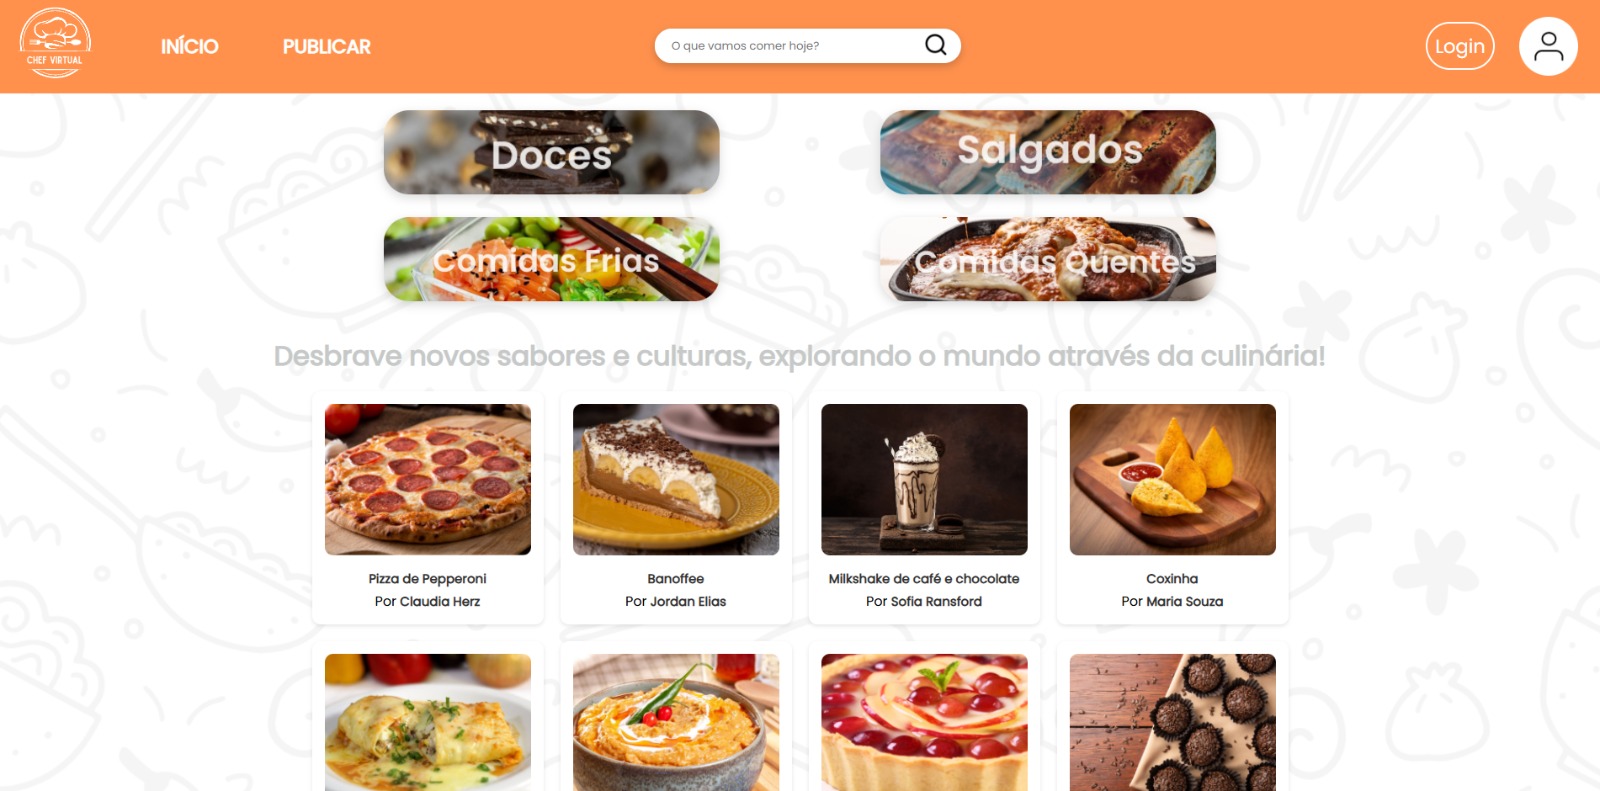 CHEF VIRTUAL
INÍCIO
PUBLICAR
O que vamos comer hoje?
Login
Doces
Salgados
Comidas Frias
Comidas Quentes
Desbrave novos sabores e culturas, explorando o mundo através da culinária!
Pizza de Pepperoni
Por Claudia Herz
Banoffee
Por Jordan Elias
Milkshake de café e chocolate
Por Sofia Ransford
Coxinha
Por Maria Souza